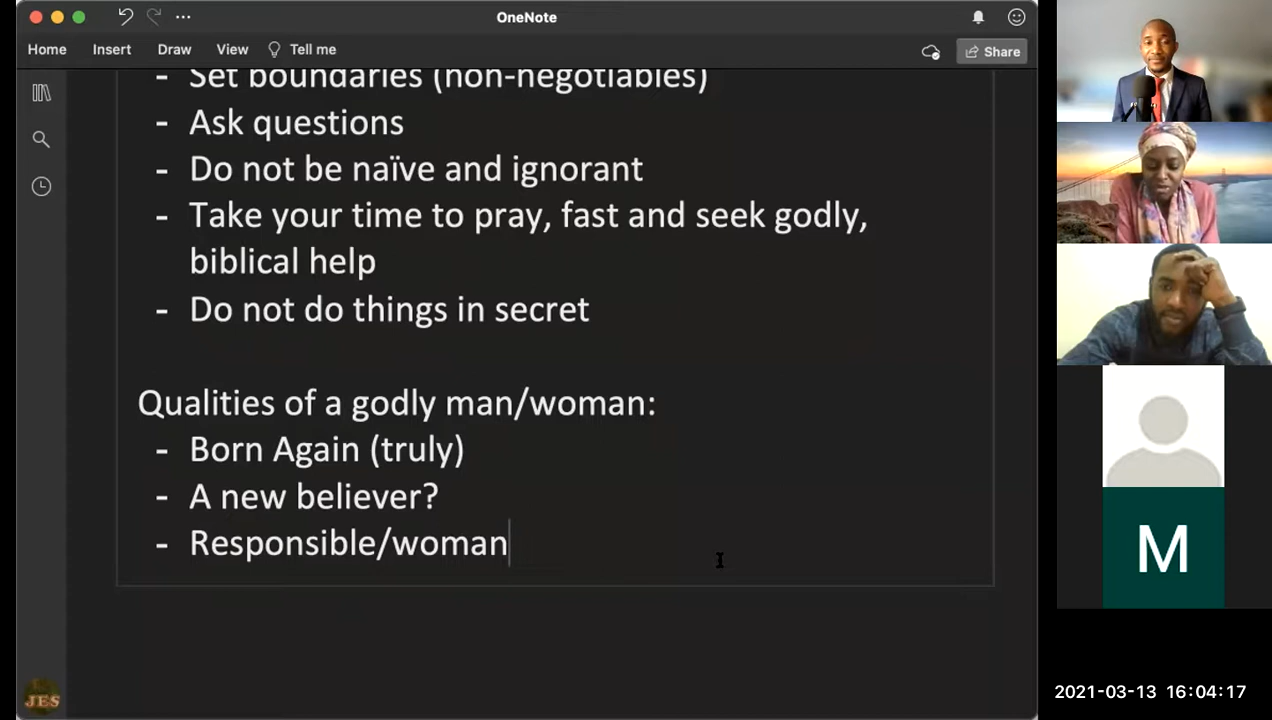 OneNote
Home Insert Draw View Tell me Share
- Set boundaries (non-negotiables)
- Ask questions
- Do not be naïve and ignorant
- Take your time to pray, fast and seek godly,
biblical help
- Do not do things in secret
Qualities of a godly man/woman:
- Born Again (truly)
- A new believer?
- Responsible/woman
JES
M
2021-03-13 16:04:17